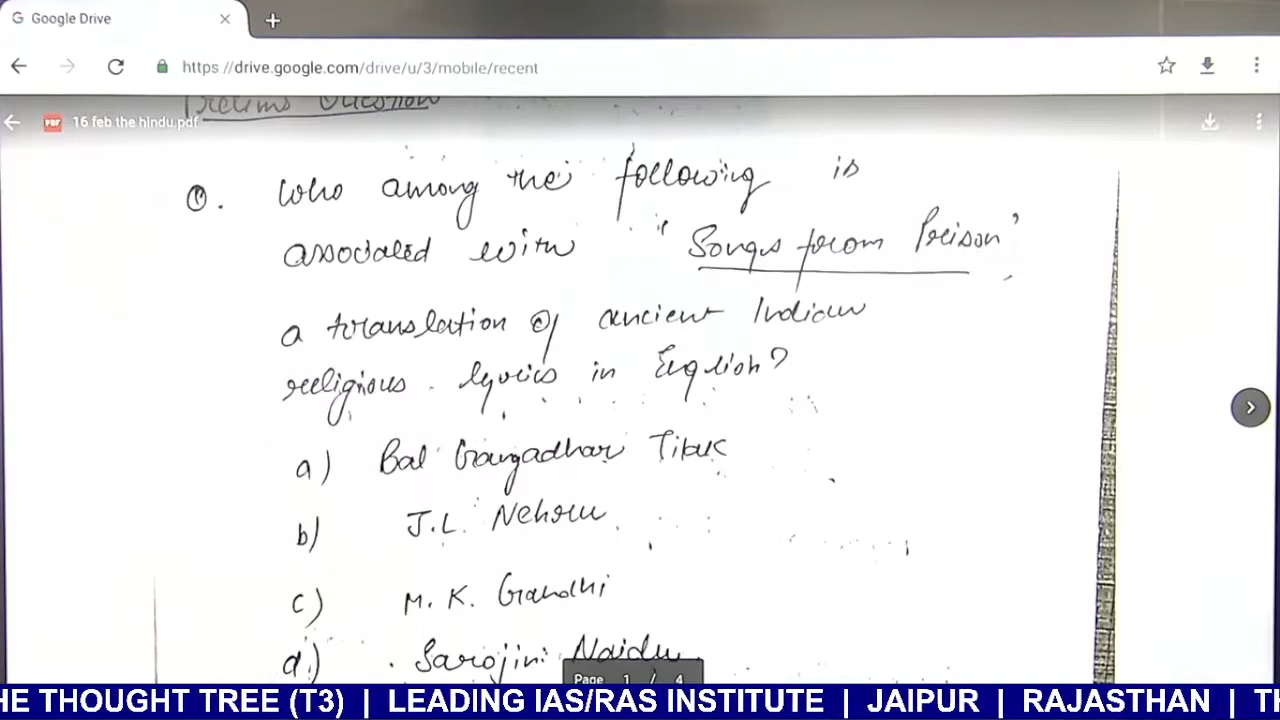 Google Drive
https://drive.google.com/drive/u/3/mobile/recent
Prelims Question
16 feb the hindu.pdf
Q. Who among the following is
associated with "Songs from Prison"
a translation of ancient Indian
religious lyrics in English?
a) Bal Gangadhar Tilak
b) J.L. Nehru
c) M. K. Gandhi
d.) Sarojini Naidu
Page 1 / 4
HE THOUGHT TREE (T3) | LEADING IAS/RAS INSTITUTE | JAIPUR | RAJASTHAN | TH